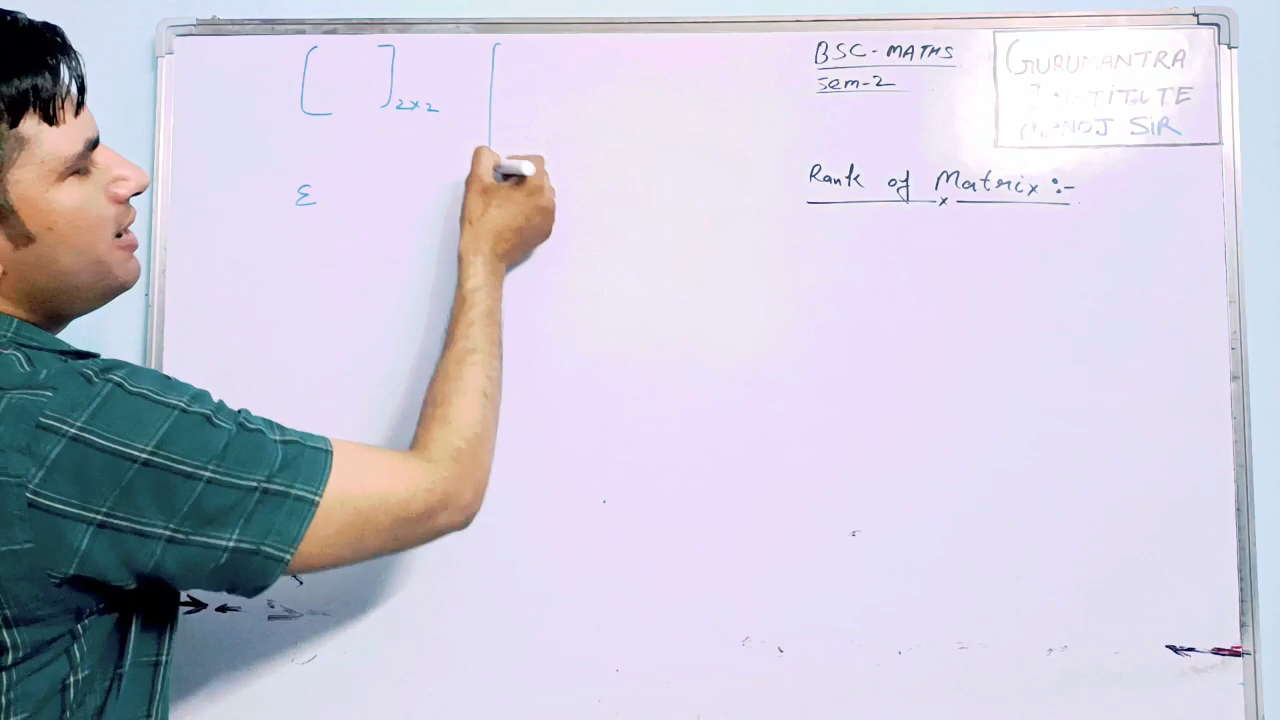 [ ]2×2
ε
BSC-MATHS
Sem-2
GURUMANTRA
INSTITUTE
MANOJ SIR
Rank of Matrix :-
×